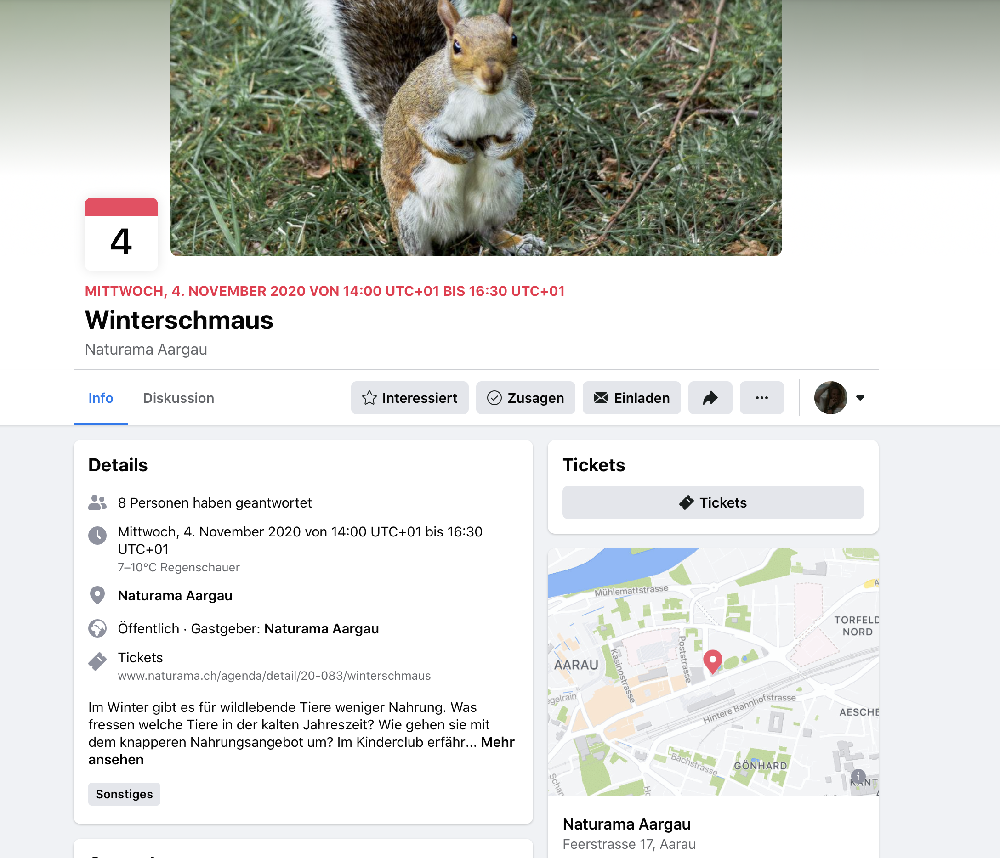 4
MITTWOCH, 4. NOVEMBER 2020 VON 14:00 UTC+01 BIS 16:30 UTC+01
Winterschmaus
Naturama Aargau
Info
Diskussion
Interessiert
Zusagen
Einladen
Details
8 Personen haben geantwortet
Mittwoch, 4. November 2020 von 14:00 UTC+01 bis 16:30
UTC+01
7–10°C Regenschauer
Naturama Aargau
Öffentlich · Gastgeber: Naturama Aargau
Tickets
www.naturama.ch/agenda/detail/20-083/winterschmaus
Im Winter gibt es für wildlebende Tiere weniger Nahrung. Was
fressen welche Tiere in der kalten Jahreszeit? Wie gehen sie mit
dem knapperen Nahrungsangebot um? Im Kinderclub erfähr... Mehr
ansehen
Sonstiges
Tickets
Tickets
Mühlemattstrasse
TORFELD
NORD
AARAU
Kasinostrasse
Poststrasse
egelrain
Hintere Bahnhofstrasse
AESCHE
Bachstrasse
GÖNHARD
Schan
KANT
Naturama Aargau
Feerstrasse 17, Aarau